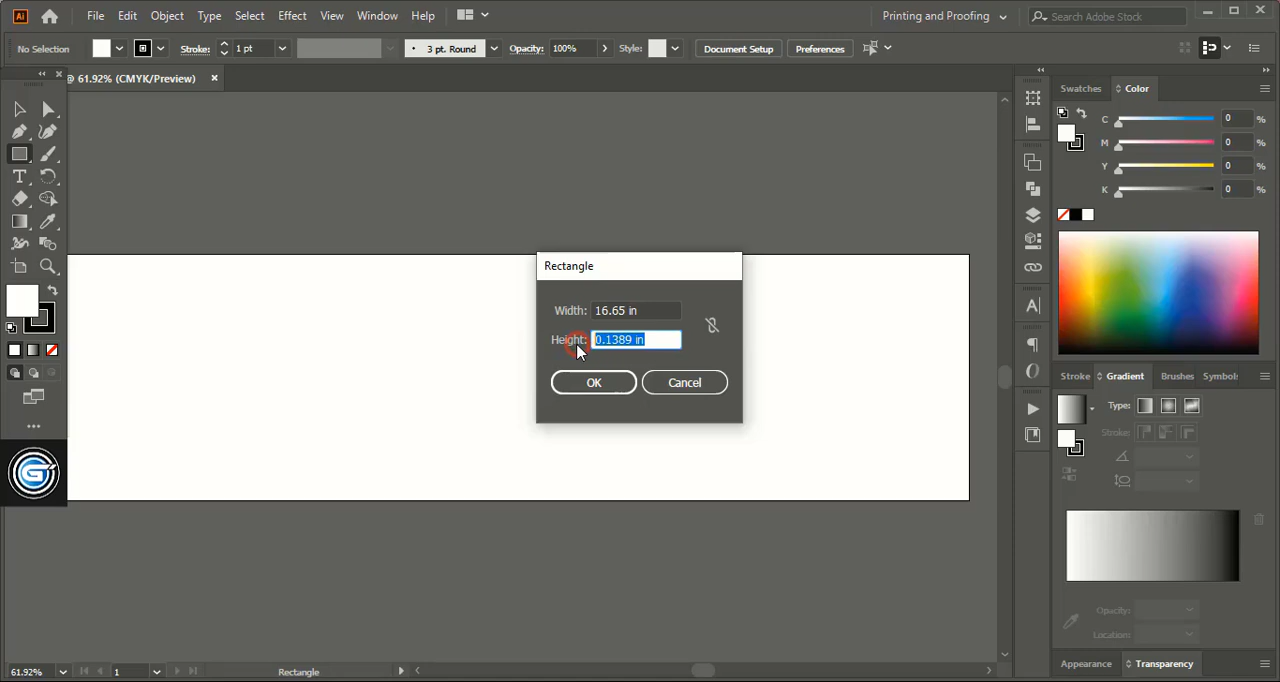 Ai File Edit Object Type Select Effect View Window Help Printing and Proofing Search Adobe Stock
No Selection Stroke: 1 pt 3 pt. Round Opacity: 100% Style: Document Setup Preferences
@ 61.92% (CMYK/Preview)
Swatches Color
C 0 %
M 0 %
Y 0 %
K 0 %
Rectangle
Width: 16.65 in
Height: 0.1389 in
OK Cancel
Stroke Gradient Brushes Symbol
Type:
Stroke:
Opacity:
Location:
Appearance Transparency
61.92% 1 Rectangle